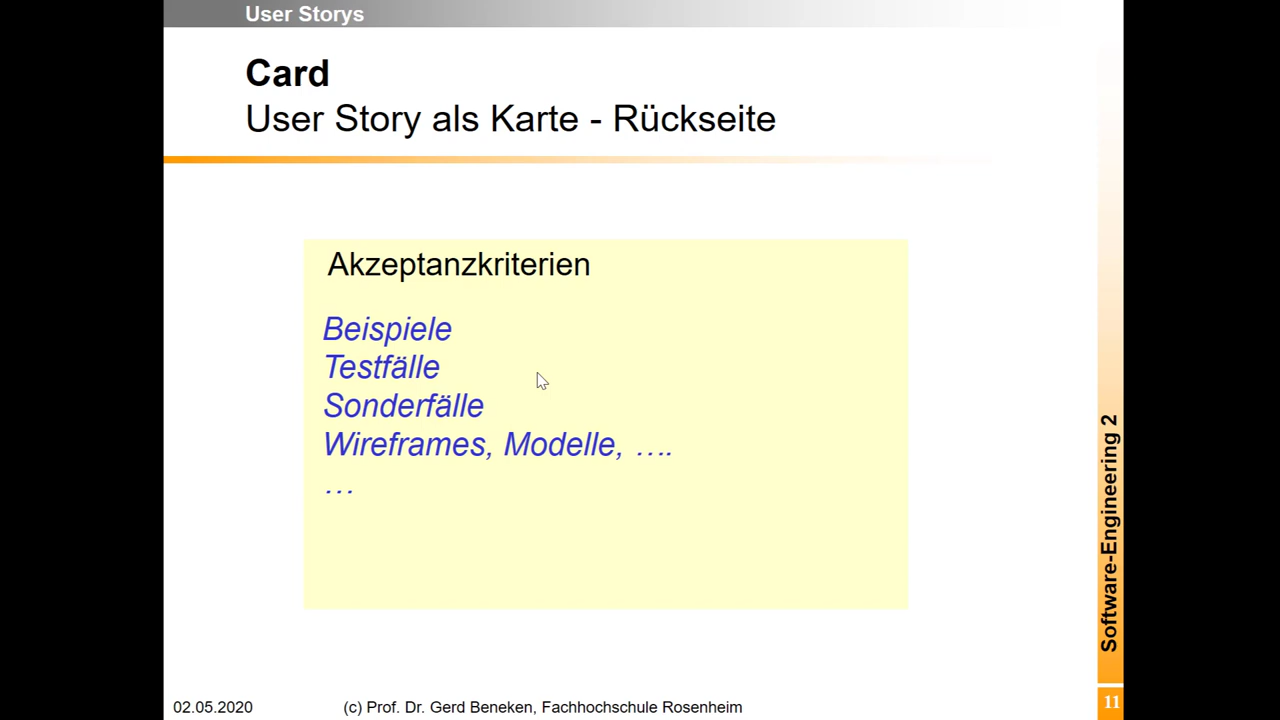 User Storys
Card
User Story als Karte - Rückseite
Akzeptanzkriterien
Beispiele
Testfälle
Sonderfälle
Wireframes, Modelle, ….
…
Software-Engineering 2
02.05.2020
(c) Prof. Dr. Gerd Beneken, Fachhochschule Rosenheim
11